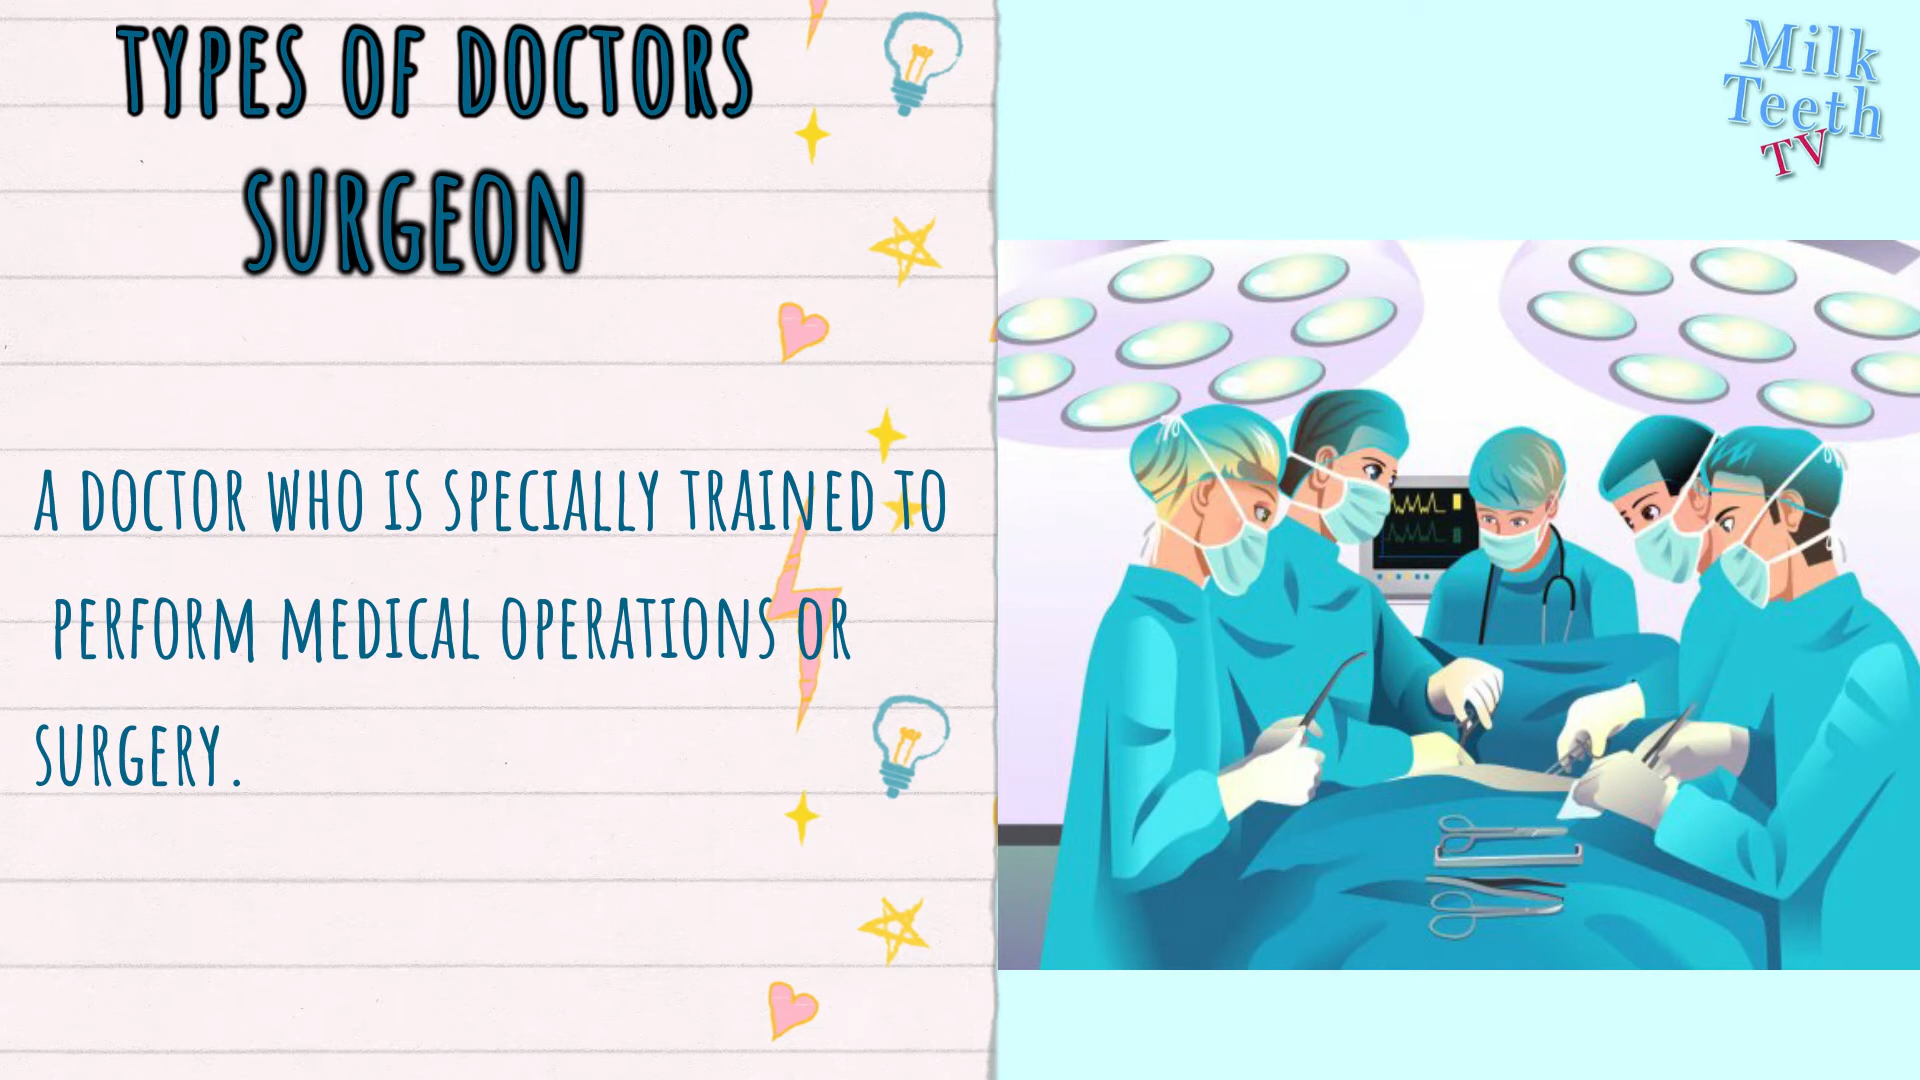 TYPES OF DOCTORS
SURGEON
A DOCTOR WHO IS SPECIALLY TRAINED TO
PERFORM MEDICAL OPERATIONS OR
SURGERY.
Milk
Teeth
TV